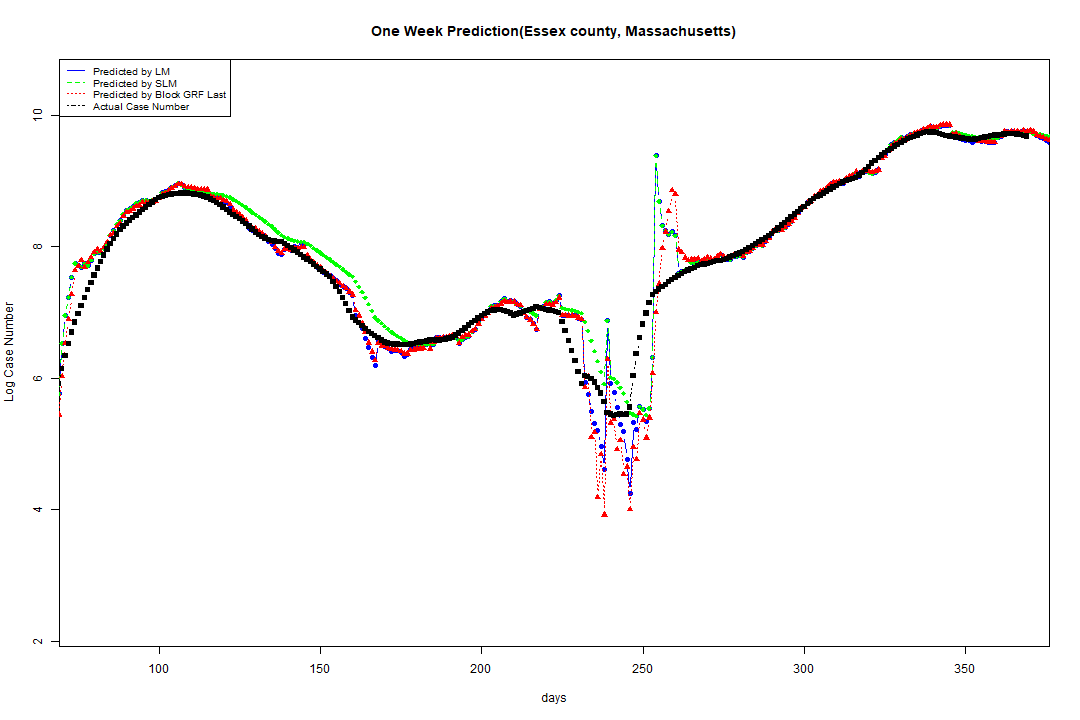 One Week Prediction(Essex county, Massachusetts)
Predicted by LM
Predicted by SLM
Predicted by Block GRF Last
Actual Case Number
10
8
6
4
2
Log Case Number
100 150 200 250 300 350
days